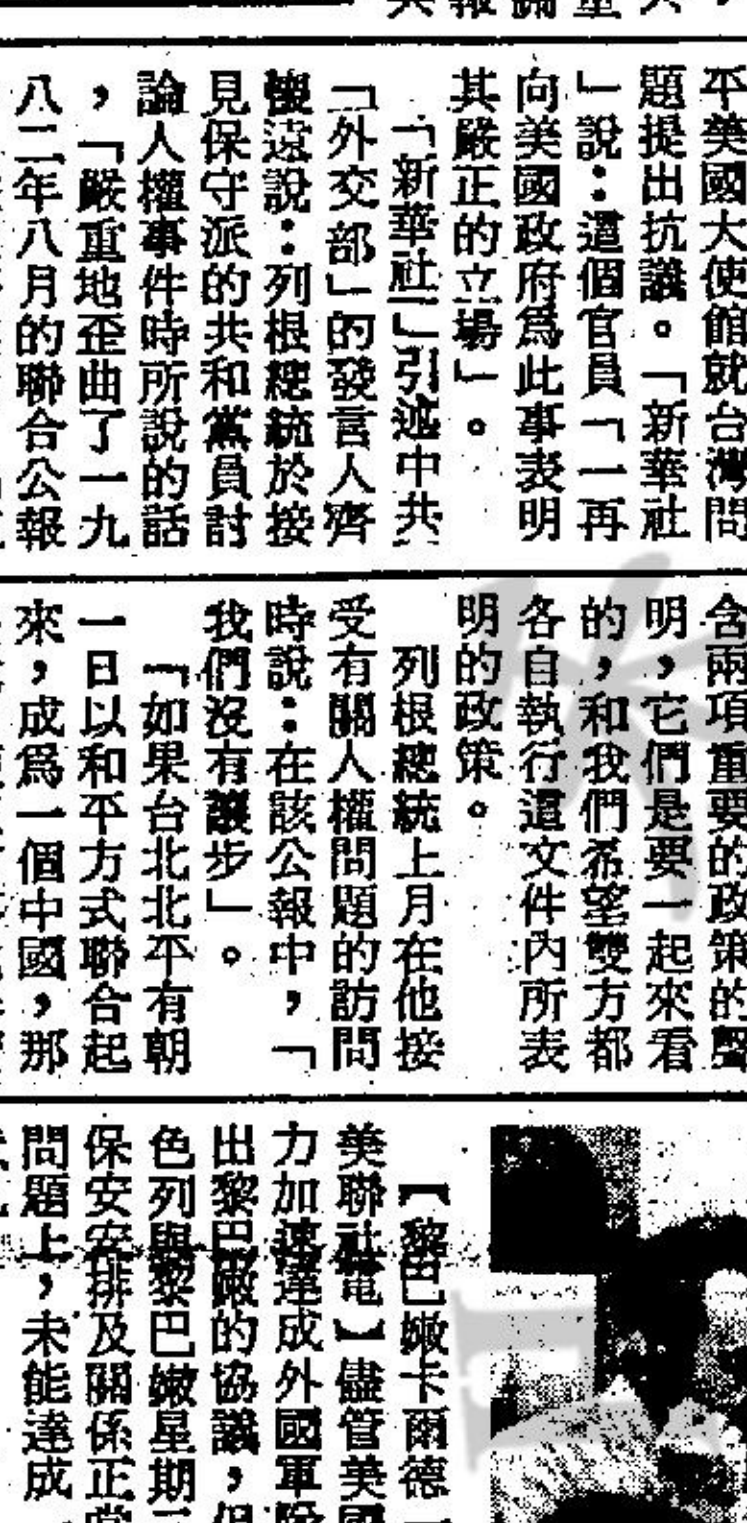 平美國大使館就台灣問
題提出抗議。「新華社
」說：這個官員「一再
向美國政府爲此事表明
其嚴正的立場」。
「新華社」引述中共
「外交部」的發言人齊
懷遠說：列根總統於接
見保守派的共和黨員討
論人權事件時所說的話
，「嚴重地歪曲了一九
八二年八月的聯合公報
含兩項重要的政策的聲
明，它們是要一起來看
的，和我們希望雙方都
各自執行這文件內所表
明的政策。
列根總統上月在他接
受有關人權問題的訪問
時說：在該公報中，「
我們沒有讓步」。
「如果台北北平有朝
一日以和平方式聯合起
來，成爲一個中國，那
【黎巴嫩卡爾德
美聯社電】儘管美國
力加速達成外國軍
出黎巴嫩的協議，但
色列與黎巴嫩星期三
保安安排及關係正常
問題上，未能達成